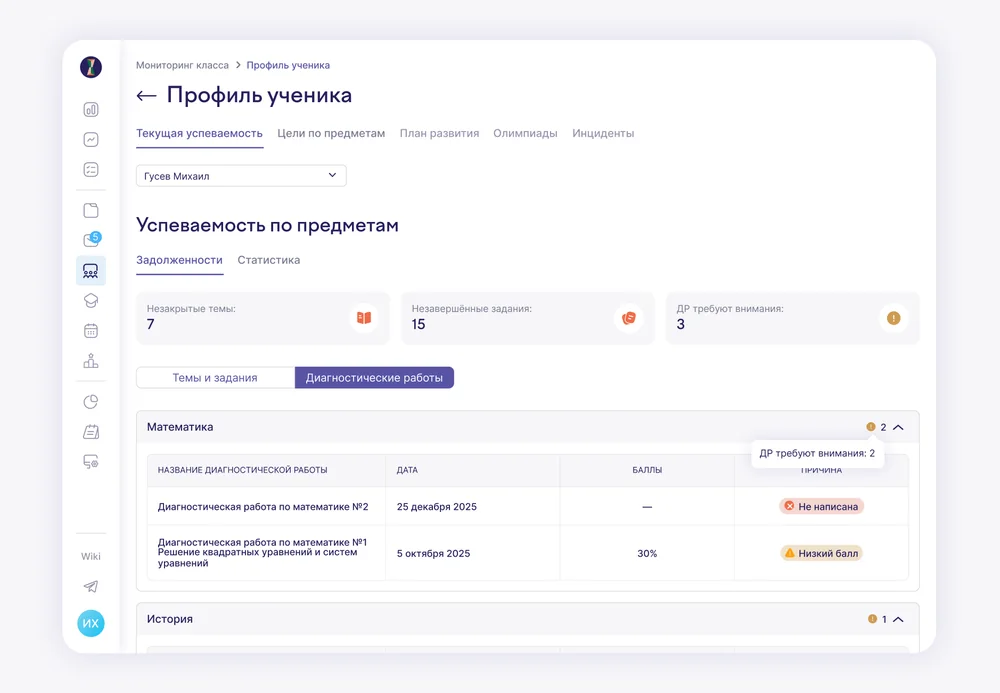 Мониторинг класса > Профиль ученика
← Профиль ученика
Текущая успеваемость Цели по предметам План развития Олимпиады Инциденты
Гусев Михаил
5
Успеваемость по предметам
Задолженности Статистика
Незакрытые темы:
7
Незавершённые задания:
15
ДР требуют внимания:
3
Темы и задания Диагностические работы
Математика
2
ДР требуют внимания: 2
НАЗВАНИЕ ДИАГНОСТИЧЕСКОЙ РАБОТЫ ДАТА БАЛЛЫ ПРИЧИНА
Диагностическая работа по математике №2 25 декабря 2025 — Не написана
Диагностическая работа по математике №1
Решение квадратных уравнений и систем
уравнений
5 октября 2025 30% Низкий балл
История
1
Wiki
ИХ